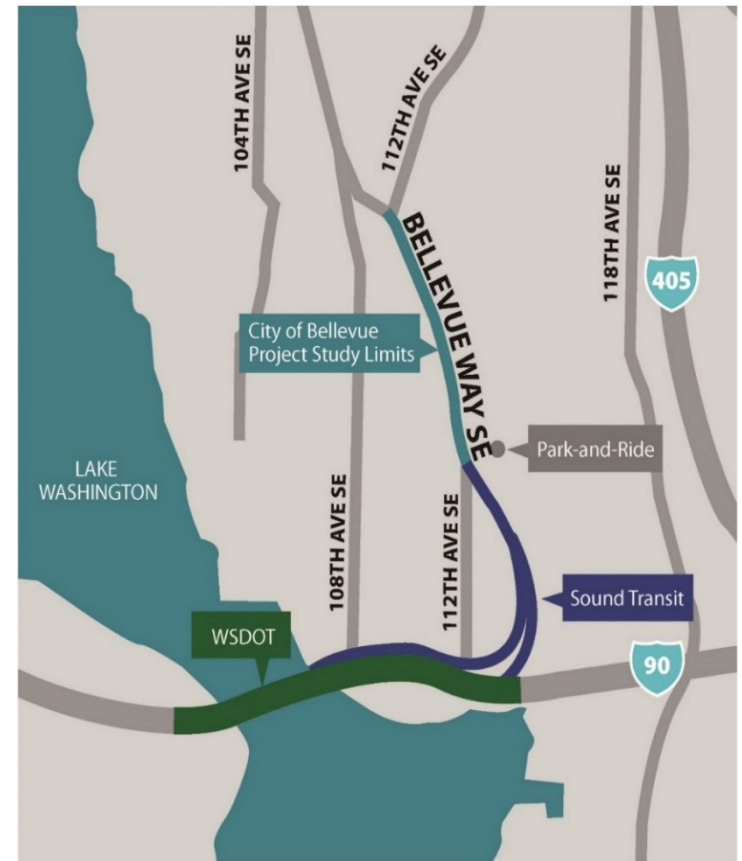 104TH AVE SE
112TH AVE SE
BELLEVUE WAY SE
118TH AVE SE
405
City of Bellevue
Project Study Limits
Park-and-Ride
LAKE
WASHINGTON
108TH AVE SE
112TH AVE SE
Sound Transit
WSDOT
90